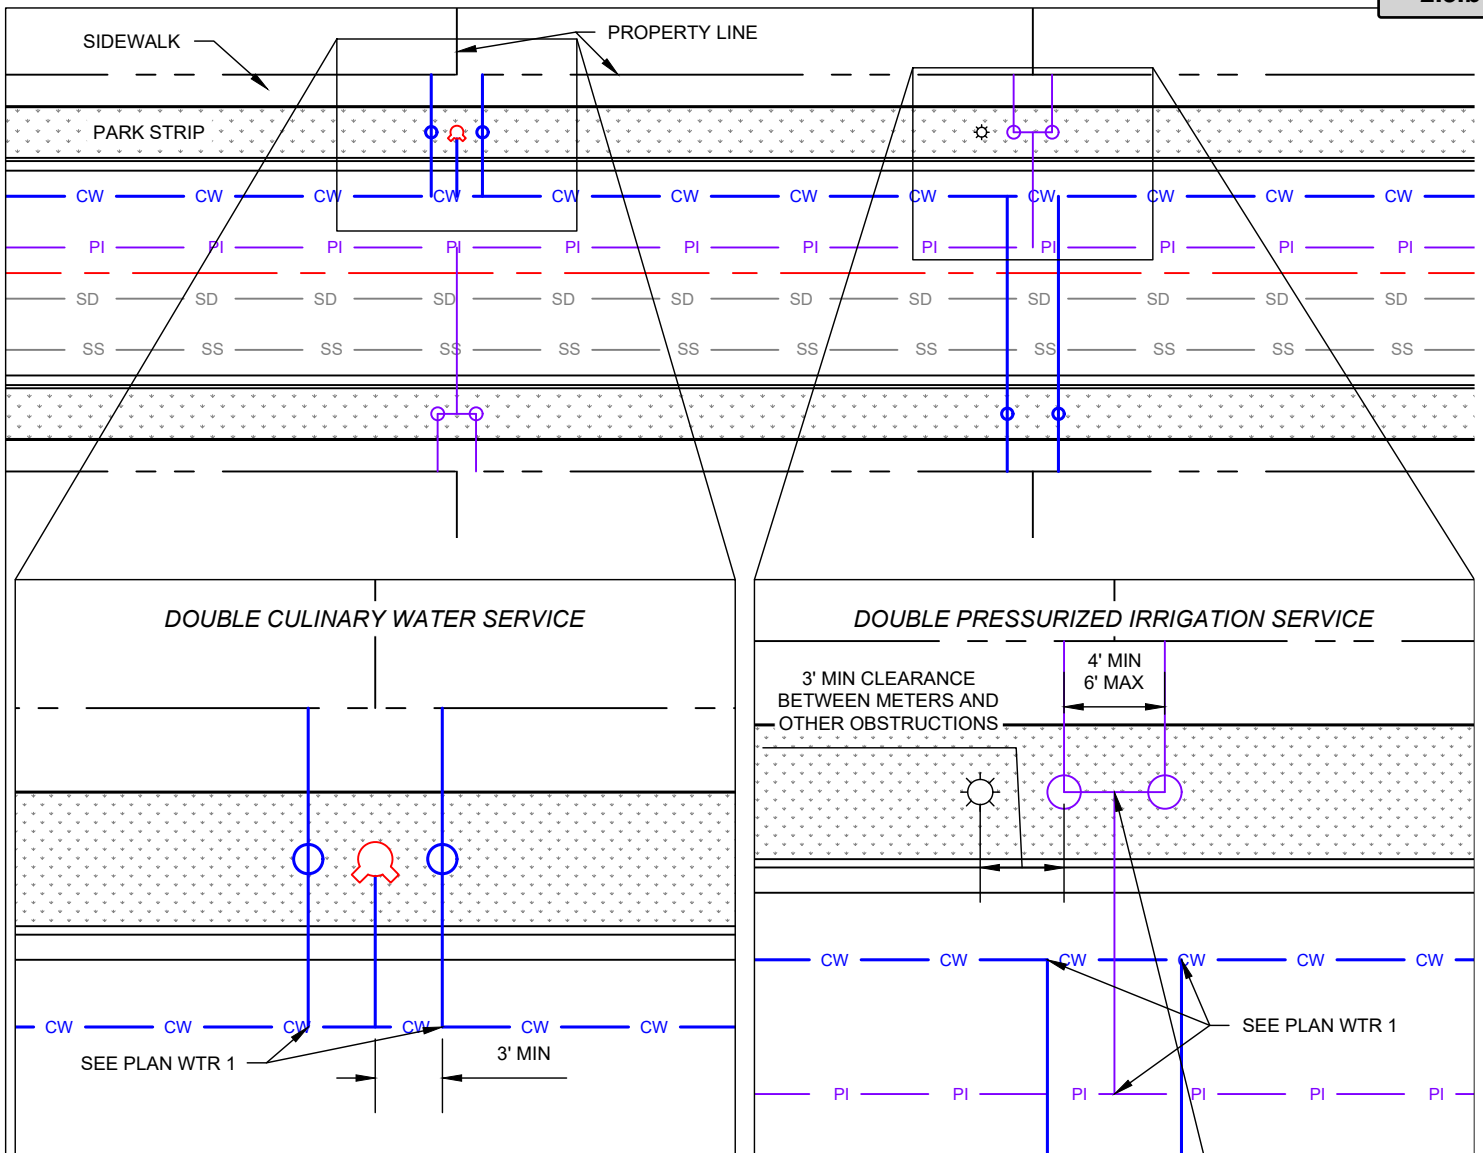 SIDEWALK
PROPERTY LINE
PARK STRIP
CW CW CW CW CW CW CW CW CW CW CW CW
PI PI PI PI PI PI PI PI PI PI PI PI
SD SD SD SD SD SD SD SD SD SD SD SD
SS SS SS SS SS SS SS SS SS SS SS SS
DOUBLE CULINARY WATER SERVICE
CW CW CW CW CW CW
SEE PLAN WTR 1
3' MIN
DOUBLE PRESSURIZED IRRIGATION SERVICE
3' MIN CLEARANCE
BETWEEN METERS AND
OTHER OBSTRUCTIONS
4' MIN
6' MAX
CW CW CW CW CW CW
SEE PLAN WTR 1
PI PI PI PI PI PI